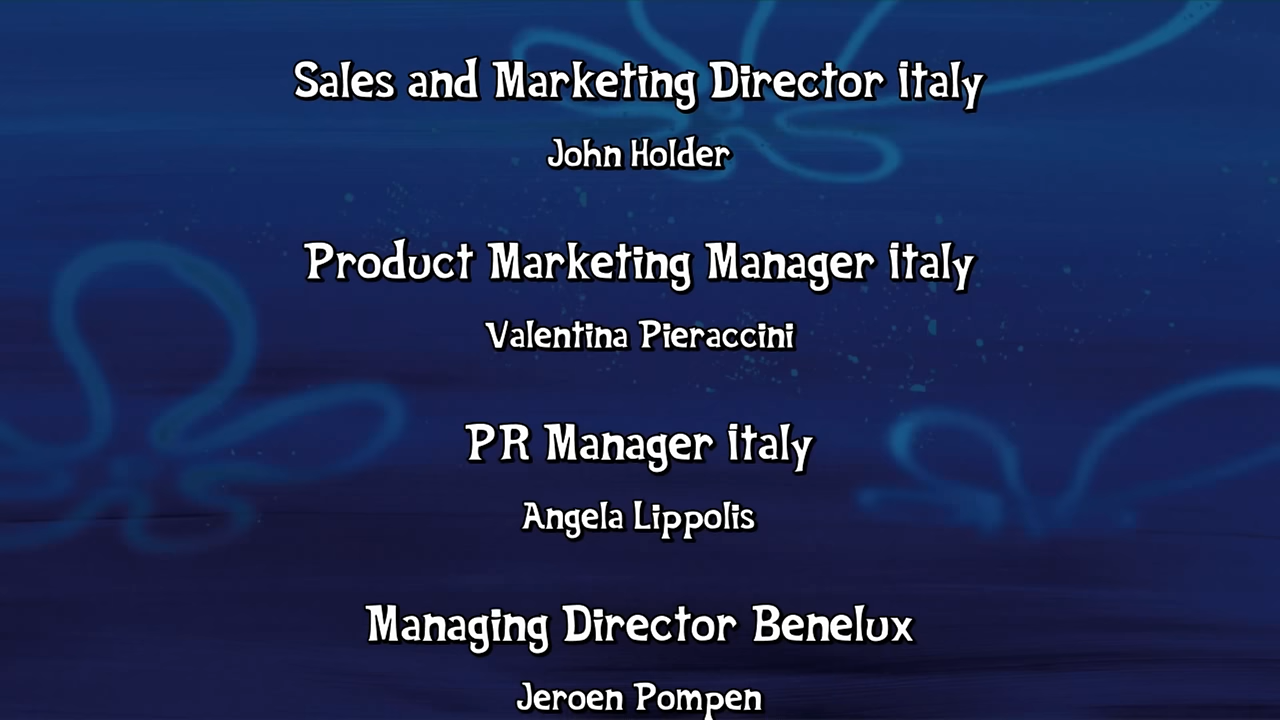 Sales and Marketing Director italy
John Holder
Product Marketing Manager italy
Valentina Pieraccini
PR Manager italy
Angela Lippolis
Managing Director Benelux
Jeroen Pompen